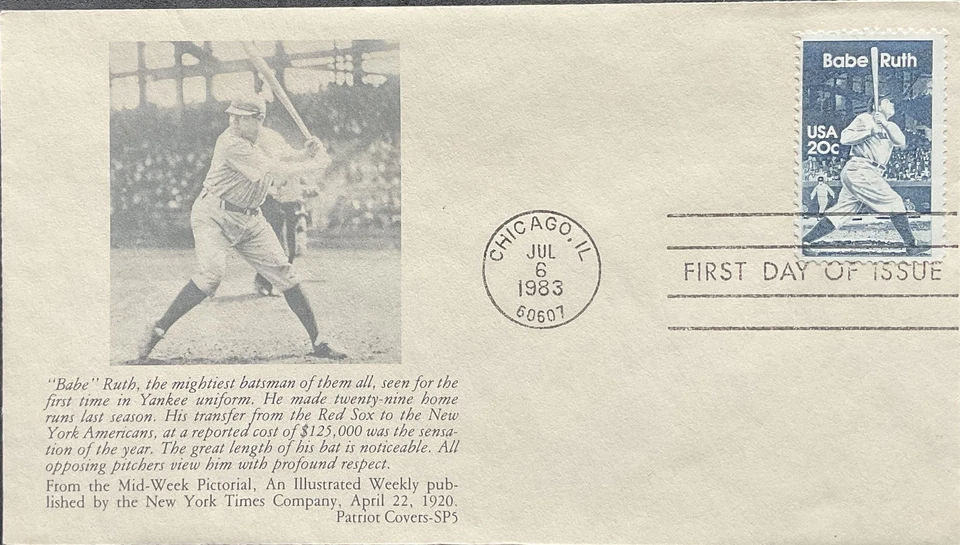 Babe Ruth
USA
20c
CHICAGO, IL
JUL
6
1983
60607
FIRST DAY OF ISSUE
"Babe" Ruth, the mightiest batsman of them all, seen for the
first time in Yankee uniform. He made twenty-nine home
runs last season. His transfer from the Red Sox to the New
York Americans, at a reported cost of $125,000 was the sensa-
tion of the year. The great length of his bat is noticeable. All
opposing pitchers view him with profound respect.
From the Mid-Week Pictorial, An Illustrated Weekly pub-
lished by the New York Times Company, April 22, 1920.
Patriot Covers-SP5